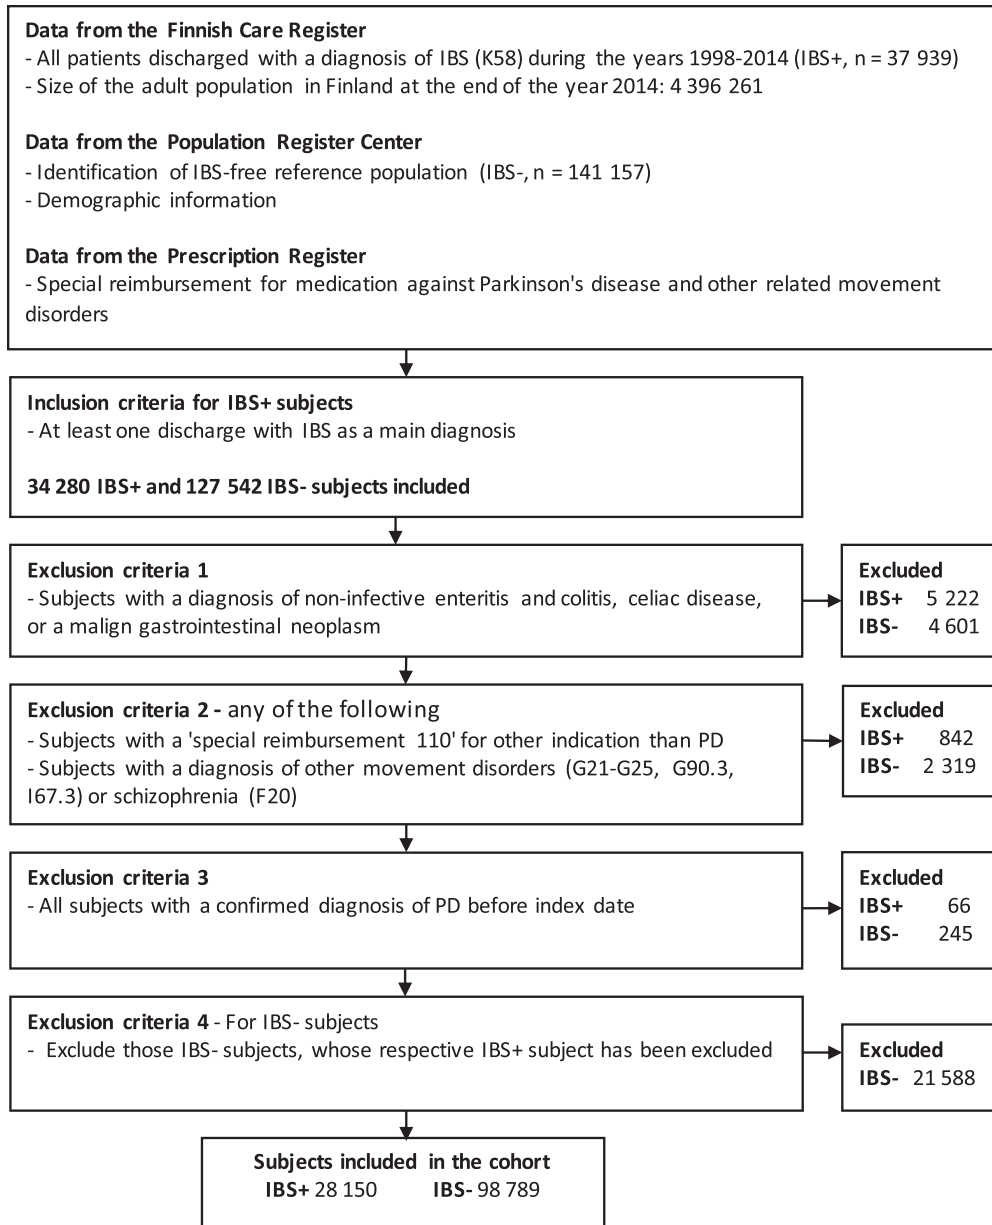 Data from the Finnish Care Register
- All patients discharged with a diagnosis of IBS (K58) during the years 1998-2014 (IBS+, n = 37 939)
- Size of the adult population in Finland at the end of the year 2014: 4 396 261
Data from the Population Register Center
- Identification of IBS-free reference population (IBS-, n = 141 157)
- Demographic information
Data from the Prescription Register
- Special reimbursement for medication against Parkinson's disease and other related movement
disorders
Inclusion criteria for IBS+ subjects
- At least one discharge with IBS as a main diagnosis
34 280 IBS+ and 127 542 IBS- subjects included
Exclusion criteria 1
- Subjects with a diagnosis of non-infective enteritis and colitis, celiac disease,
or a malign gastrointestinal neoplasm
Excluded
IBS+ 5 222
IBS- 4 601
Exclusion criteria 2 - any of the following
- Subjects with a 'special reimbursement 110' for other indication than PD
- Subjects with a diagnosis of other movement disorders (G21-G25, G90.3,
I67.3) or schizophrenia (F20)
Excluded
IBS+ 842
IBS- 2 319
Exclusion criteria 3
- All subjects with a confirmed diagnosis of PD before index date
Excluded
IBS+ 66
IBS- 245
Exclusion criteria 4 - For IBS- subjects
- Exclude those IBS- subjects, whose respective IBS+ subject has been excluded
Excluded
IBS- 21 588
Subjects included in the cohort
IBS+ 28 150 IBS- 98 789